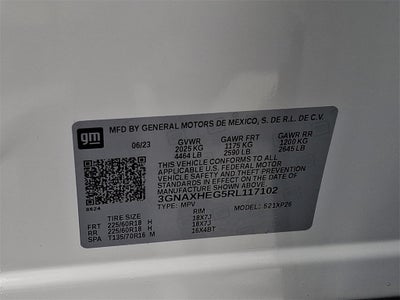 gm MFD BY GENERAL MOTORS DE MEXICO, S. DE R.L. DE C.V.
06/23 GVWR GAWR FRT GAWR RR
2025 KG 1175 KG 1200 KG
4464 LB 2590 LB 2645 LB
THIS VEHICLE CONFORMS TO ALL
APPLICABLE U.S. FEDERAL MOTOR
VEHICLE SAFETY
THEFT PREVENTION STANDARDS IN
EFFECT ON THE DATE OF
MANUFACTURE SHOWN ABOVE.
3GNAXHEG5RL117102
8624 TYPE: MPV MODEL: S21XP26
TIRE SIZE RIM
FRT 225/60R18 H 18X7J
RR 225/60R18 H 18X7J
SPA T135/70R16 M 16X4BT